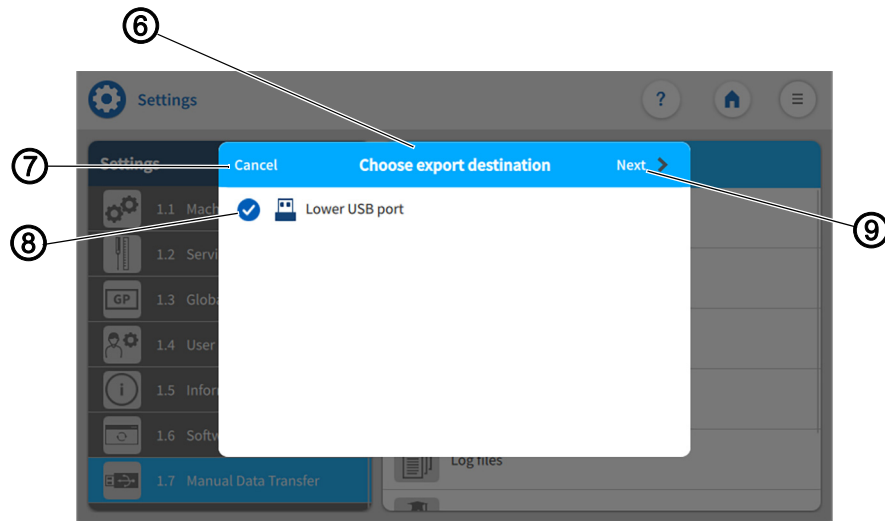 ⑥
Settings
?
Settings
⑦
Cancel
Choose export destination
Next
⑧
Lower USB port
⑨
1.1 Mach
1.2 Servi
GP
1.3 Globa
1.4 User
i
1.5 Infor
1.6 Softw
1.7 Manual Data Transfer
Log files